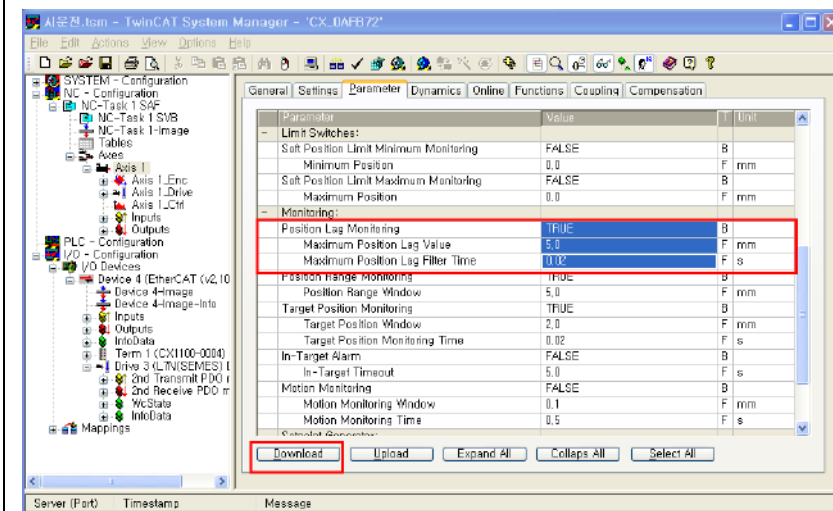 시운전.tsm - TwinCAT System Manager - 'CX_0AFB72'
File Edit Actions View Options Help
SYSTEM - Configuration
NC - Configuration
NC-Task 1 SAF
NC-Task 1 SVB
NC-Task 1-Image
Tables
Axes
Axis 1
Axis 1_Enc
Axis 1_Drive
Axis 1_Ctrl
Inputs
Outputs
PLC - Configuration
I/O - Configuration
I/O Devices
Device 4 (EtherCAT (v2,10
Device 4-Image
Device 4-Image-Info
Inputs
Outputs
InfoData
Term 1 (CX1100-0004)
Drive 3 (L7N(SEMES)
2nd Transmit PDO
2nd Receive PDO
WcState
InfoData
Mappings
General Settings Parameter Dynamics Online Functions Coupling Compensation
Parameter Value T Unit
- Limit Switches:
Soft Position Limit Minimum Monitoring FALSE B
Minimum Position 0.0 F mm
Soft Position Limit Maximum Monitoring FALSE B
Maximum Position 0.0 F mm
- Monitoring:
Position Lag Monitoring TRUE B
Maximum Position Lag Value 5,0 F mm
Maximum Position Lag Filter Time 0.02 F s
Position Range Monitoring TRUE B
Position Range Window 5,0 F mm
Target Position Monitoring TRUE B
Target Position Window 2,0 F mm
Target Position Monitoring Time 0.02 F s
In-Target Alarm FALSE B
In-Target Timeout 5.0 F s
Motion Monitoring FALSE B
Motion Monitoring Window 0.1 F mm
Motion Monitoring Time 0,5 F s
Setpoint Generator:
Download Upload Expand All Collaps All Select All
Server (Port) Timestamp Message